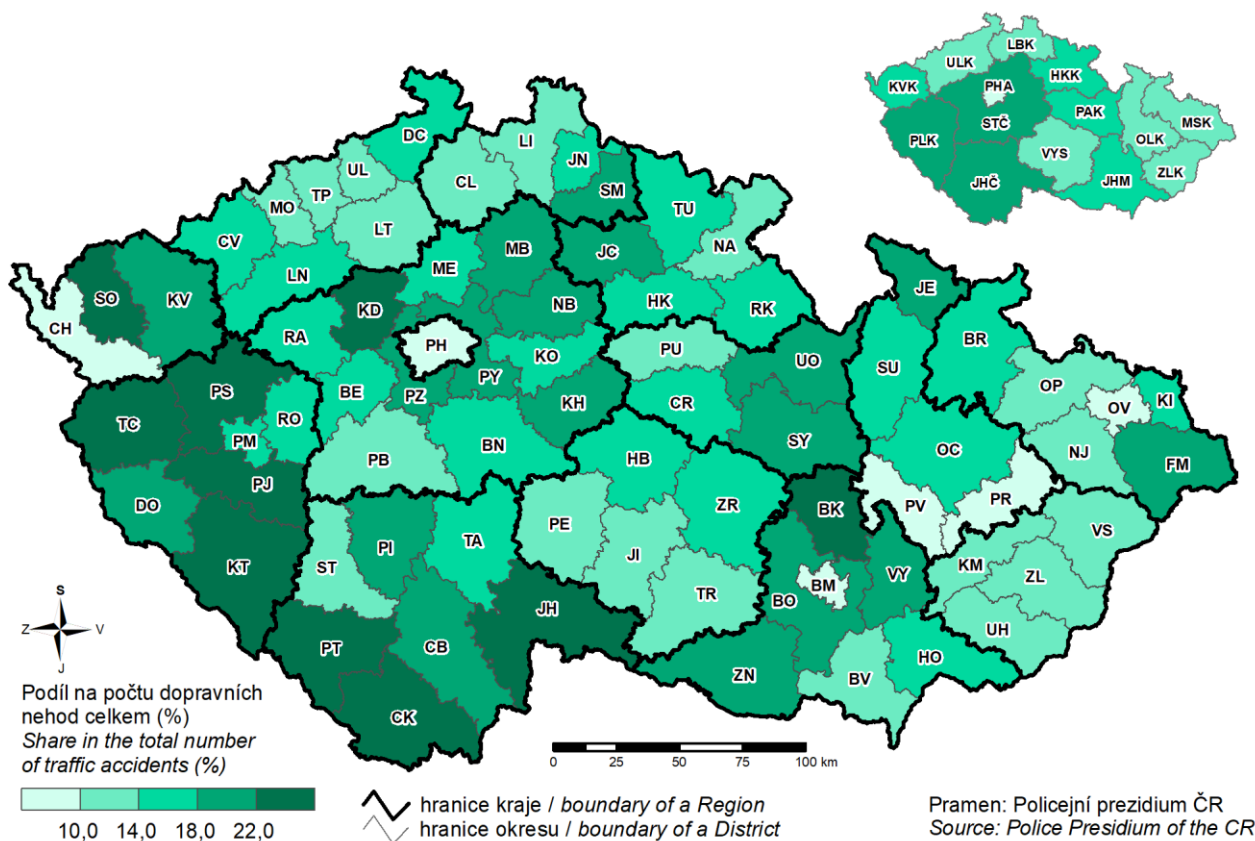 LBK
ULK
HKK
KVK
PHA
PAK
STČ
MSK
PLK
OLK
VYS
ZLK
JHČ
JHM
DC
LI
JN
UL
CL
TP
SM
MO
TU
LT
CV
NA
MB
JC
ME
LN
JE
SO
KV
KD
NB
HK
RK
CH
RA
BR
PH
KO
PU
UO
SU
OP
PS
BE
PZ
PY
OV
KI
RO
KH
CR
TC
PM
SY
OC
NJ
PB
BN
HB
FM
PJ
DO
ZR
BK
PV
PR
PE
VS
TA
PI
JI
KT
ST
KM
ZL
BM
VY
TR
BO
JH
UH
PT
CB
HO
ZN
BV
CK
S
Z
V
J
Podíl na počtu dopravních
nehod celkem (%)
Share in the total number
of traffic accidents (%)
10,0 14,0 18,0 22,0
0 25 50 75 100 km
hranice kraje / boundary of a Region
hranice okresu / boundary of a District
Pramen: Policejní prezidium ČR
Source: Police Presidium of the CR